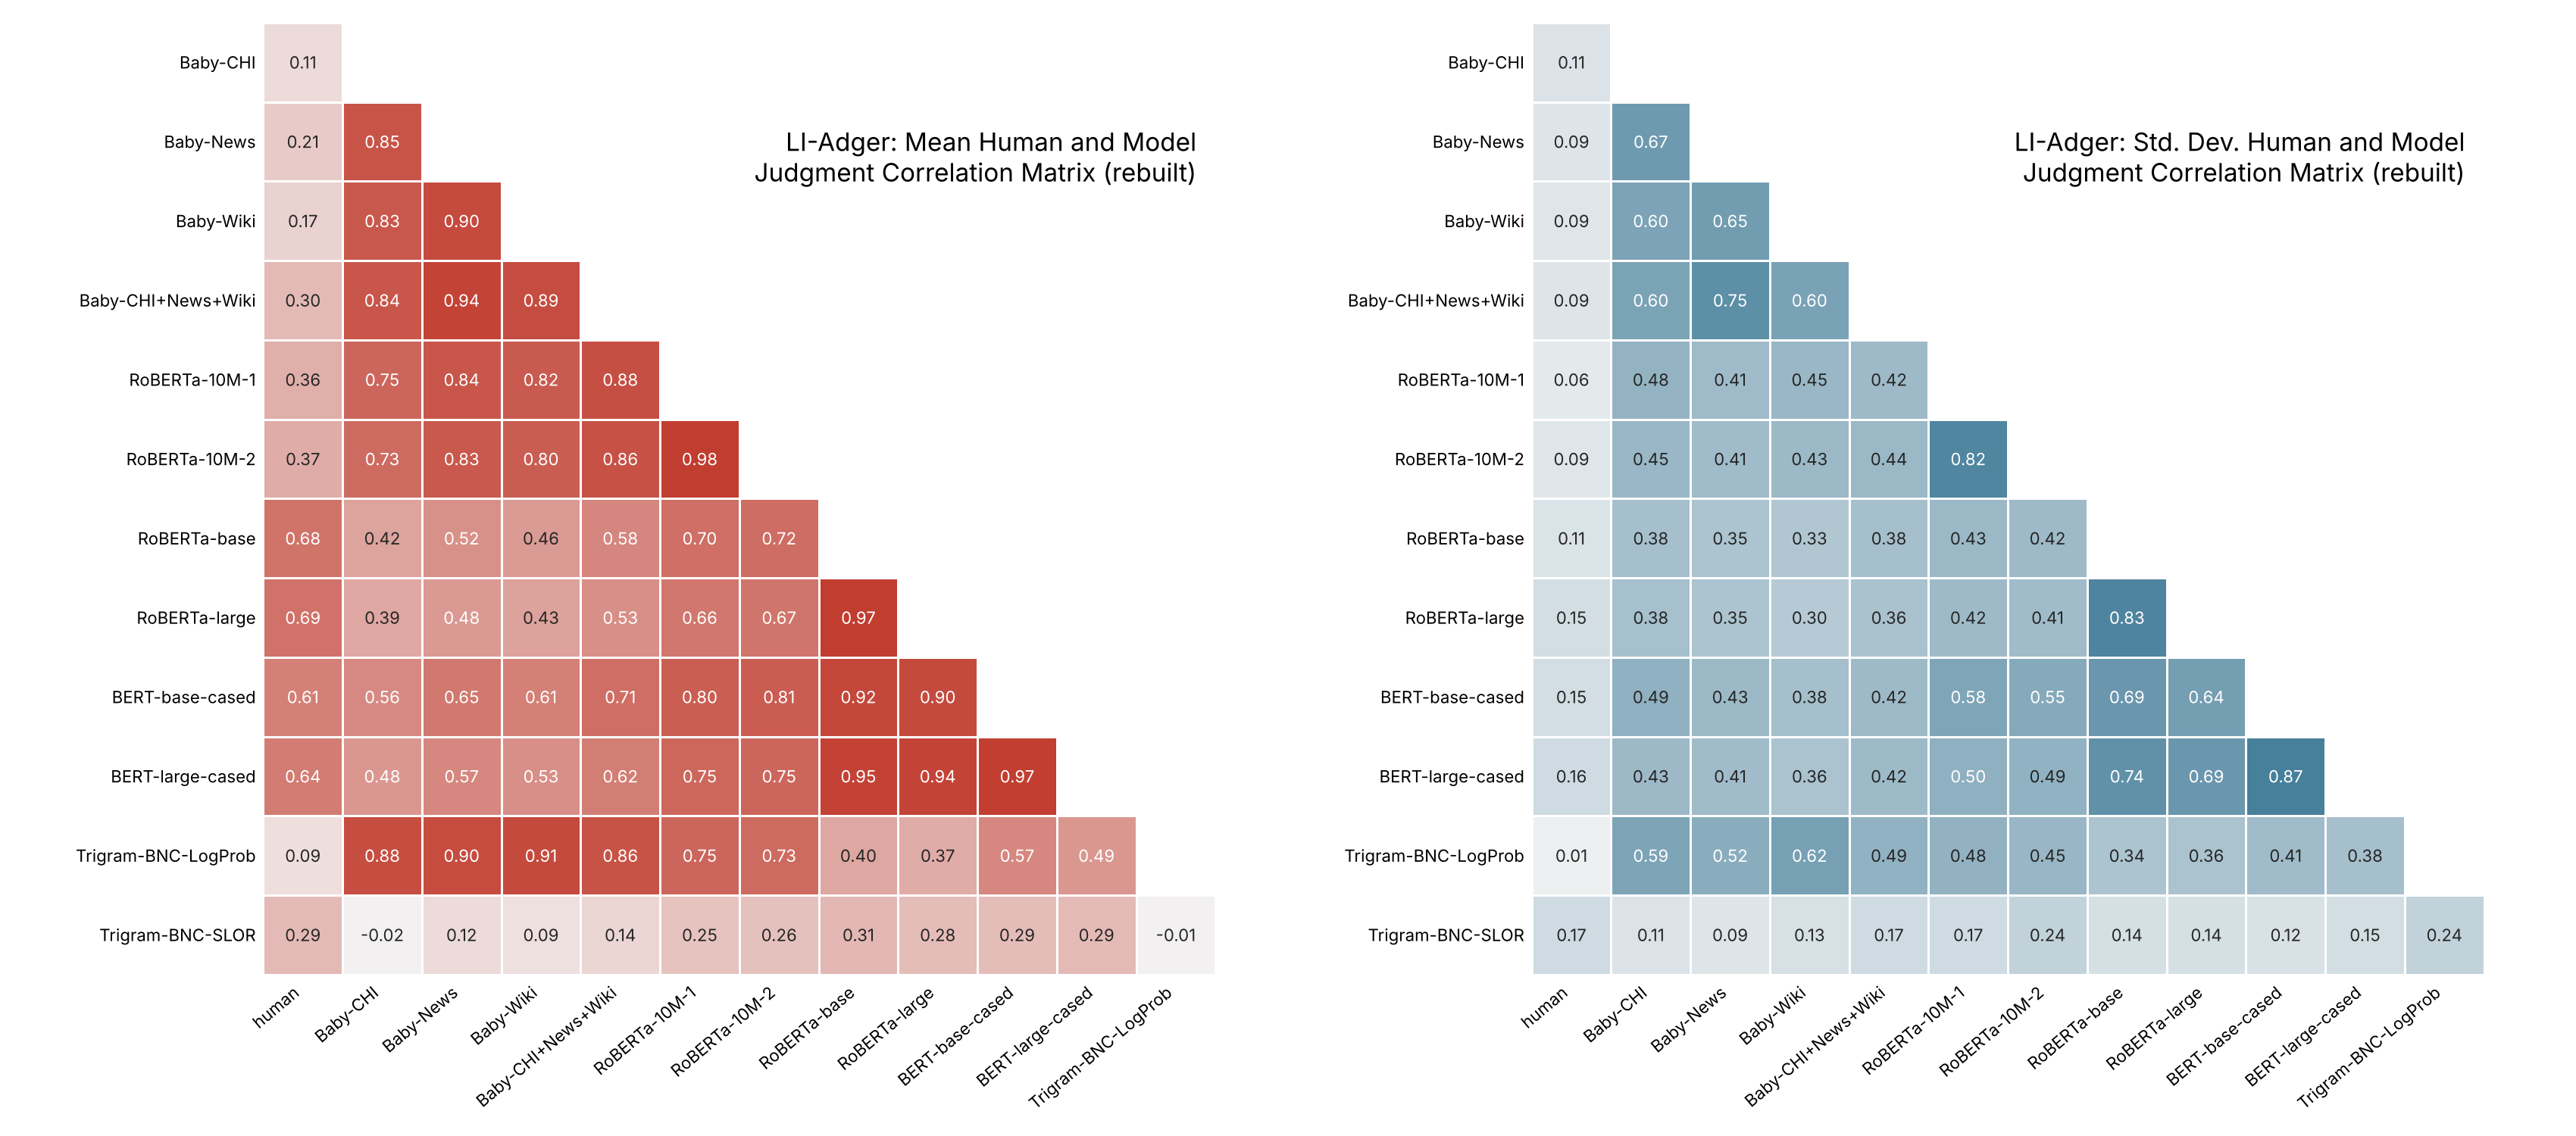 Baby-CHI 0.11
Baby-News 0.21 0.85
LI-Adger: Mean Human and Model
Judgment Correlation Matrix (rebuilt)
Baby-Wiki 0.17 0.83 0.90
Baby-CHI+News+Wiki 0.30 0.84 0.94 0.89
RoBERTa-10M-1 0.36 0.75 0.84 0.82 0.88
RoBERTa-10M-2 0.37 0.73 0.83 0.80 0.86 0.98
RoBERTa-base 0.68 0.42 0.52 0.46 0.58 0.70 0.72
RoBERTa-large 0.69 0.39 0.48 0.43 0.53 0.66 0.67 0.97
BERT-base-cased 0.61 0.56 0.65 0.61 0.71 0.80 0.81 0.92 0.90
BERT-large-cased 0.64 0.48 0.57 0.53 0.62 0.75 0.75 0.95 0.94 0.97
Trigram-BNC-LogProb 0.09 0.88 0.90 0.91 0.86 0.75 0.73 0.40 0.37 0.57 0.49
Trigram-BNC-SLOR 0.29 -0.02 0.12 0.09 0.14 0.25 0.26 0.31 0.28 0.29 0.29 -0.01
human
Baby-CHI
Baby-News
Baby-Wiki
Baby-CHI+News+Wiki
RoBERTa-10M-1
RoBERTa-10M-2
RoBERTa-base
RoBERTa-large
BERT-base-cased
BERT-large-cased
Trigram-BNC-LogProb
Baby-CHI 0.11
Baby-News 0.09 0.67
LI-Adger: Std. Dev. Human and Model
Judgment Correlation Matrix (rebuilt)
Baby-Wiki 0.09 0.60 0.65
Baby-CHI+News+Wiki 0.09 0.60 0.75 0.60
RoBERTa-10M-1 0.06 0.48 0.41 0.45 0.42
RoBERTa-10M-2 0.09 0.45 0.41 0.43 0.44 0.82
RoBERTa-base 0.11 0.38 0.35 0.33 0.38 0.43 0.42
RoBERTa-large 0.15 0.38 0.35 0.30 0.36 0.42 0.41 0.83
BERT-base-cased 0.15 0.49 0.43 0.38 0.42 0.58 0.55 0.69 0.64
BERT-large-cased 0.16 0.43 0.41 0.36 0.42 0.50 0.49 0.74 0.69 0.87
Trigram-BNC-LogProb 0.01 0.59 0.52 0.62 0.49 0.48 0.45 0.34 0.36 0.41 0.38
Trigram-BNC-SLOR 0.17 0.11 0.09 0.13 0.17 0.17 0.24 0.14 0.14 0.12 0.15 0.24
human
Baby-CHI
Baby-News
Baby-Wiki
Baby-CHI+News+Wiki
RoBERTa-10M-1
RoBERTa-10M-2
RoBERTa-base
RoBERTa-large
BERT-base-cased
BERT-large-cased
Trigram-BNC-LogProb